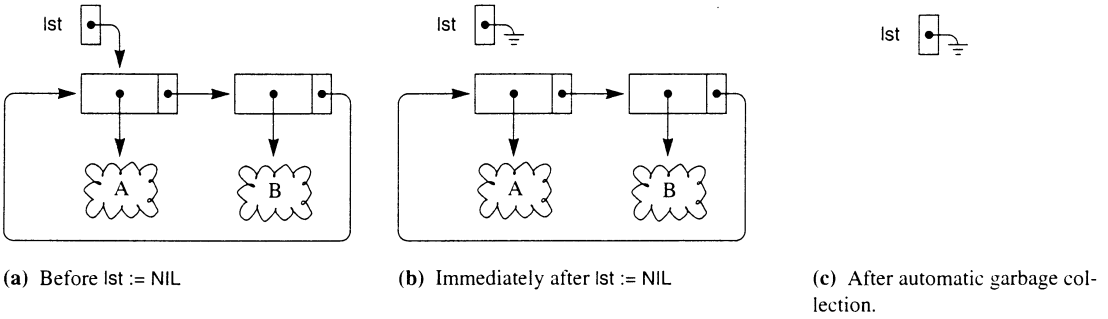 lst
lst
lst
A
B
A
B
(a) Before lst := NIL
(b) Immediately after lst := NIL
(c) After automatic garbage col-
lection.